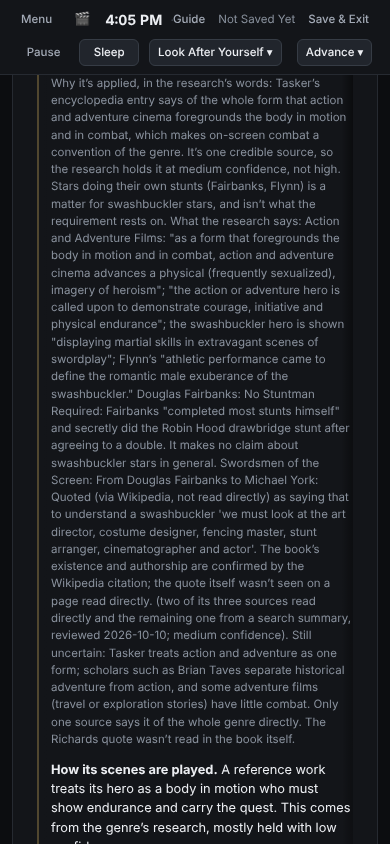 Menu 🎬 4:05 PM Guide Not Saved Yet Save & Exit
Pause Sleep Look After Yourself ▾ Advance ▾
Why it’s applied, in the research’s words: Tasker’s
encyclopedia entry says of the whole form that action
and adventure cinema foregrounds the body in motion
and in combat, which makes on-screen combat a
convention of the genre. It’s one credible source, so
the research holds it at medium confidence, not high.
Stars doing their own stunts (Fairbanks, Flynn) is a
matter for swashbuckler stars, and isn’t what the
requirement rests on. What the research says: Action
and Adventure Films: "as a form that foregrounds the
body in motion and in combat, action and adventure
cinema advances a physical (frequently sexualized),
imagery of heroism"; "the action or adventure hero is
called upon to demonstrate courage, initiative and
physical endurance"; the swashbuckler hero is shown
"displaying martial skills in extravagant scenes of
swordplay"; Flynn’s "athletic performance came to
define the romantic male exuberance of the
swashbuckler." Douglas Fairbanks: No Stuntman
Required: Fairbanks "completed most stunts himself"
and secretly did the Robin Hood drawbridge stunt after
agreeing to a double. It makes no claim about
swashbuckler stars in general. Swordsmen of the
Screen: From Douglas Fairbanks to Michael York:
Quoted (via Wikipedia, not read directly) as saying that
to understand a swashbuckler 'we must look at the art
director, costume designer, fencing master, stunt
arranger, cinematographer and actor'. The book’s
existence and authorship are confirmed by the
Wikipedia citation; the quote itself wasn’t seen on a
page read directly. (two of its three sources read
directly and the remaining one from a search summary,
reviewed 2026-10-10; medium confidence). Still
uncertain: Tasker treats action and adventure as one
form; scholars such as Brian Taves separate historical
adventure from action, and some adventure films
(travel or exploration stories) have little combat. Only
one source says it of the whole genre directly. The
Richards quote wasn’t read in the book itself.
How its scenes are played. A reference work
treats its hero as a body in motion who must
show endurance and carry the quest. This comes
from the genre’s research, mostly held with low